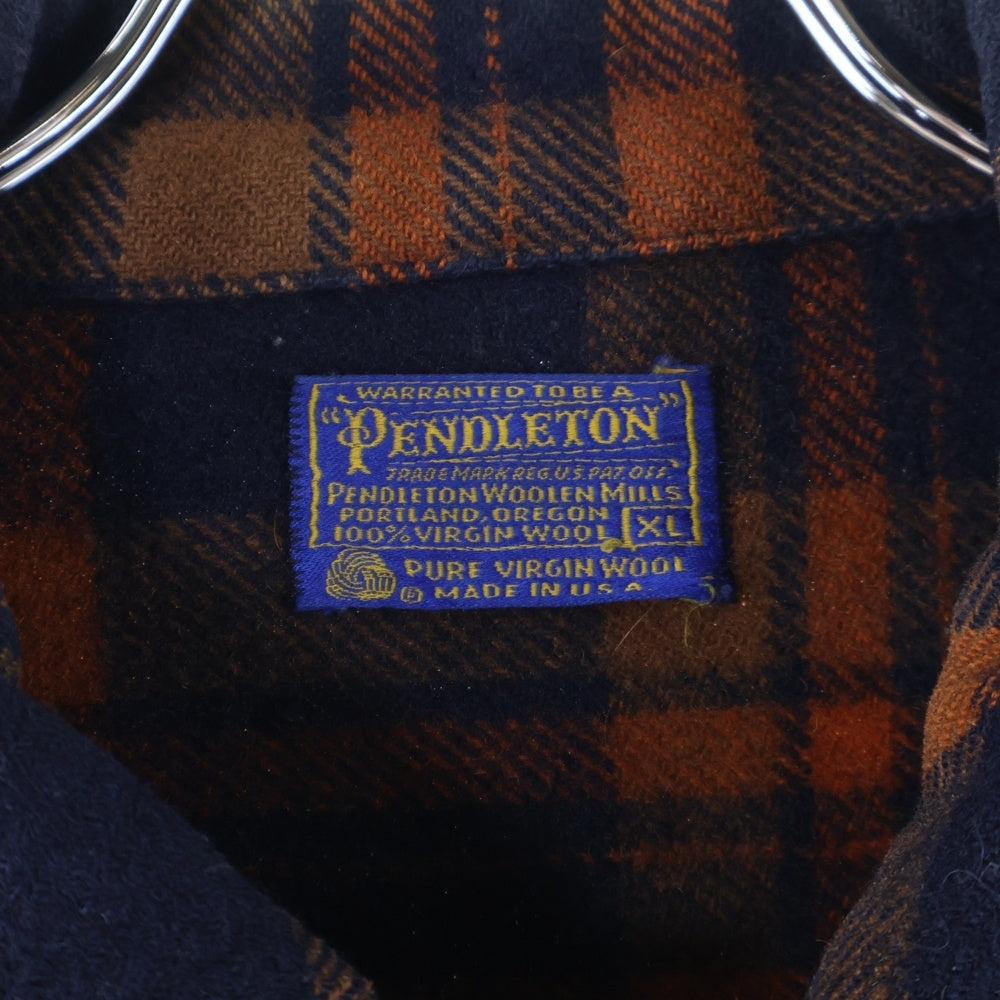 WARRANTED TO BE A
"PENDLETON"
TRADE MARK REG. U.S. PAT. OFF.
PENDLETON WOOLEN MILLS
PORTLAND, OREGON
100% VIRGIN WOOL XL
PURE VIRGIN WOOL
® MADE IN U S A